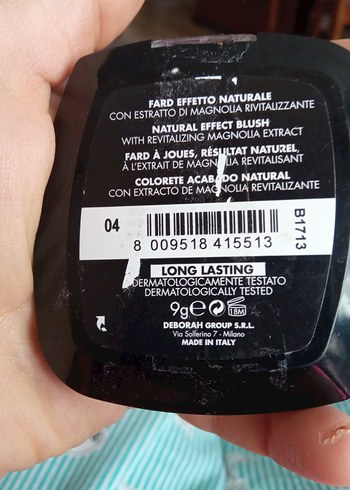 FARD EFFETTO NATURALE
CON ESTRATTO DI MAGNOLIA RIVITALIZZANTE
NATURAL EFFECT BLUSH
WITH REVITALIZING MAGNOLIA EXTRACT
FARD À JOUES, RÉSULTAT NATUREL,
À L'EXTRAIT DE MAGNOLIA REVITALISANT
COLORETE ACABADO NATURAL
CON EXTRACTO DE MAGNOLIA REVITALIZANTE
04
8 009518 415513
B1713
LONG LASTING
DERMATOLOGICAMENTE TESTATO
DERMATOLOGICALLY TESTED
9g e 18M
DEBORAH GROUP S.R.L.
Via Solferino 7 - Milano
MADE IN ITALY